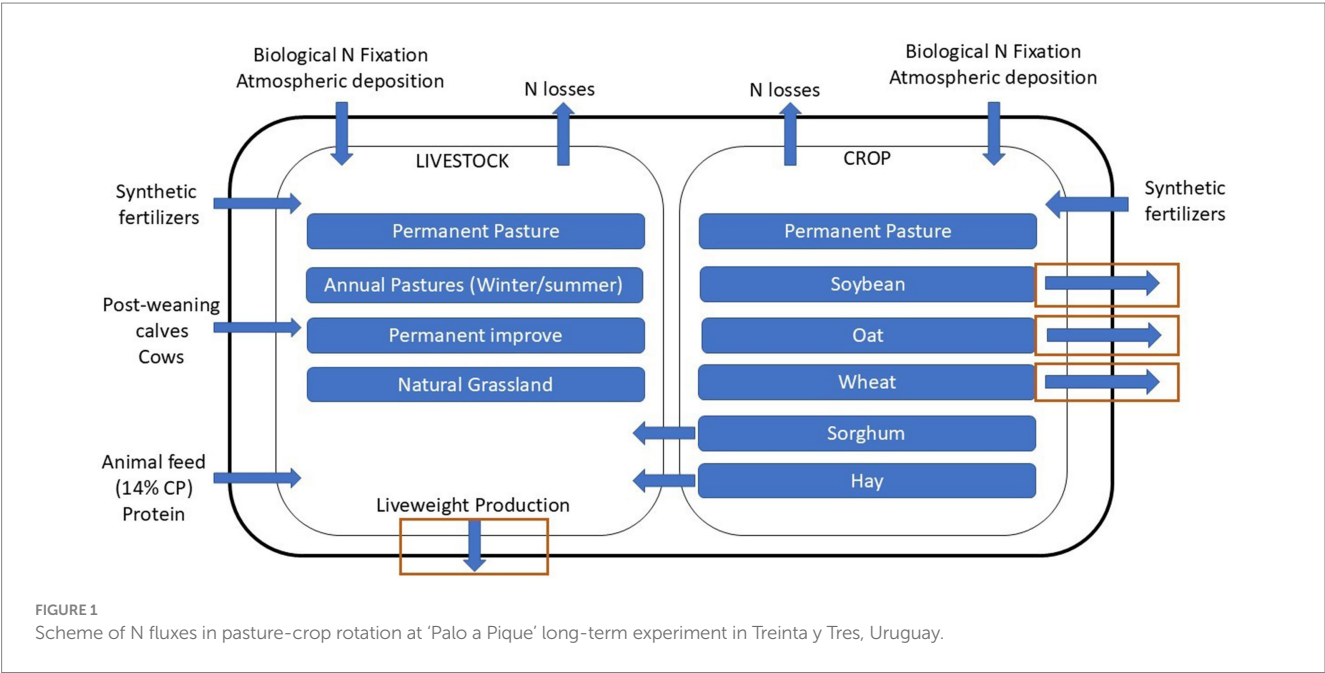 Biological N Fixation
Atmospheric deposition
N losses
N losses
Biological N Fixation
Atmospheric deposition
LIVESTOCK
CROP
Synthetic
fertilizers
Synthetic
fertilizers
Permanent Pasture
Permanent Pasture
Annual Pastures (Winter/summer)
Soybean
Post-weaning
calves
Cows
Permanent improve
Oat
Natural Grassland
Wheat
Sorghum
Animal feed
(14% CP)
Protein
Hay
Liveweight Production
FIGURE 1
Scheme of N fluxes in pasture-crop rotation at ‘Palo a Pique’ long-term experiment in Treinta y Tres, Uruguay.